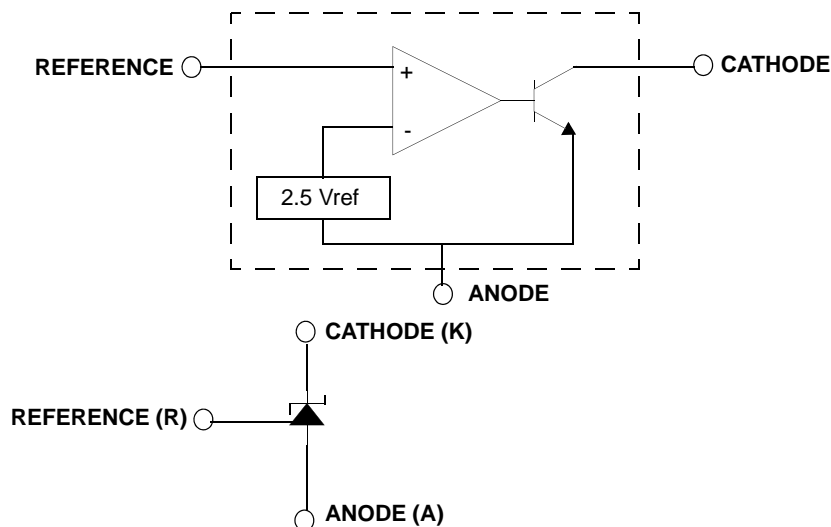 REFERENCE
CATHODE
+
-
2.5 Vref
ANODE
CATHODE (K)
REFERENCE (R)
ANODE (A)